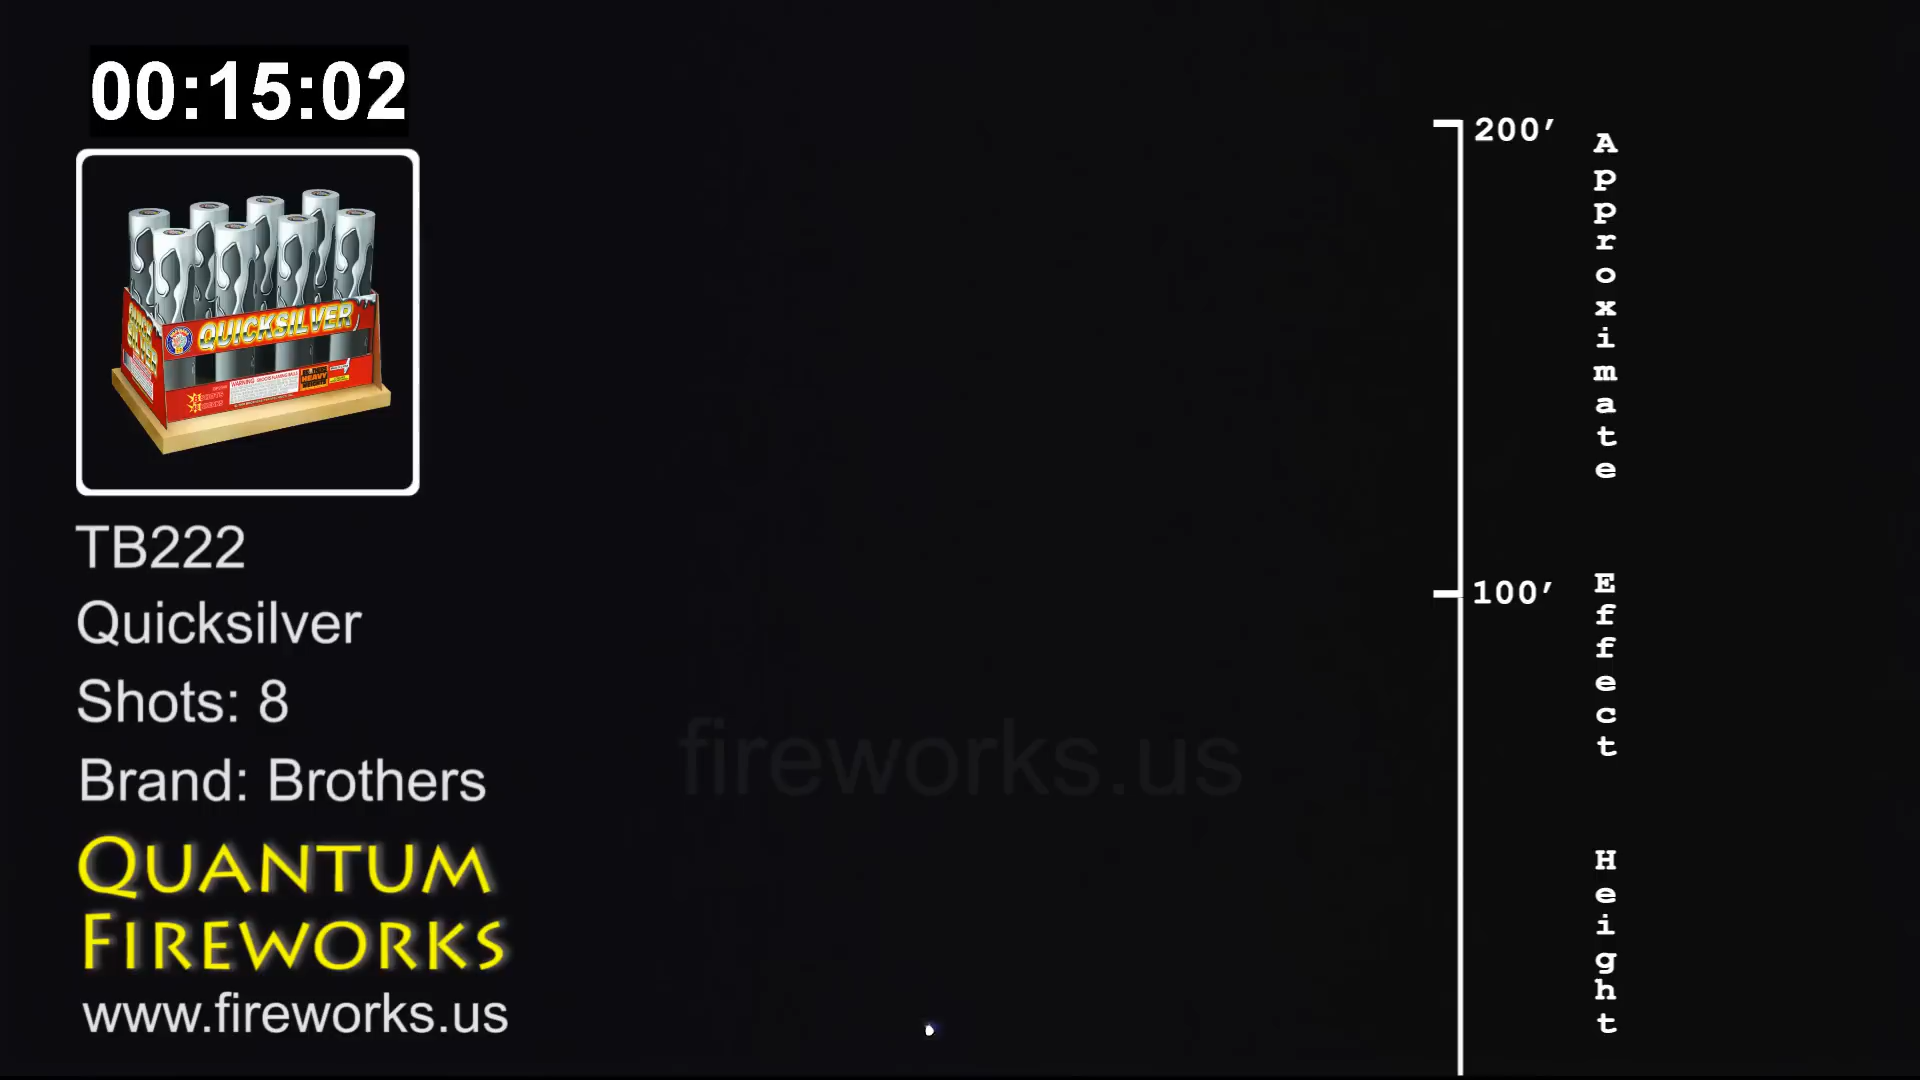 00:15:02
QUICKSILVER
TB222
Quicksilver
Shots: 8
Brand: Brothers
QUANTUM
FIREWORKS
www.fireworks.us
fireworks.us
200’
100’
Approximate Effect Height